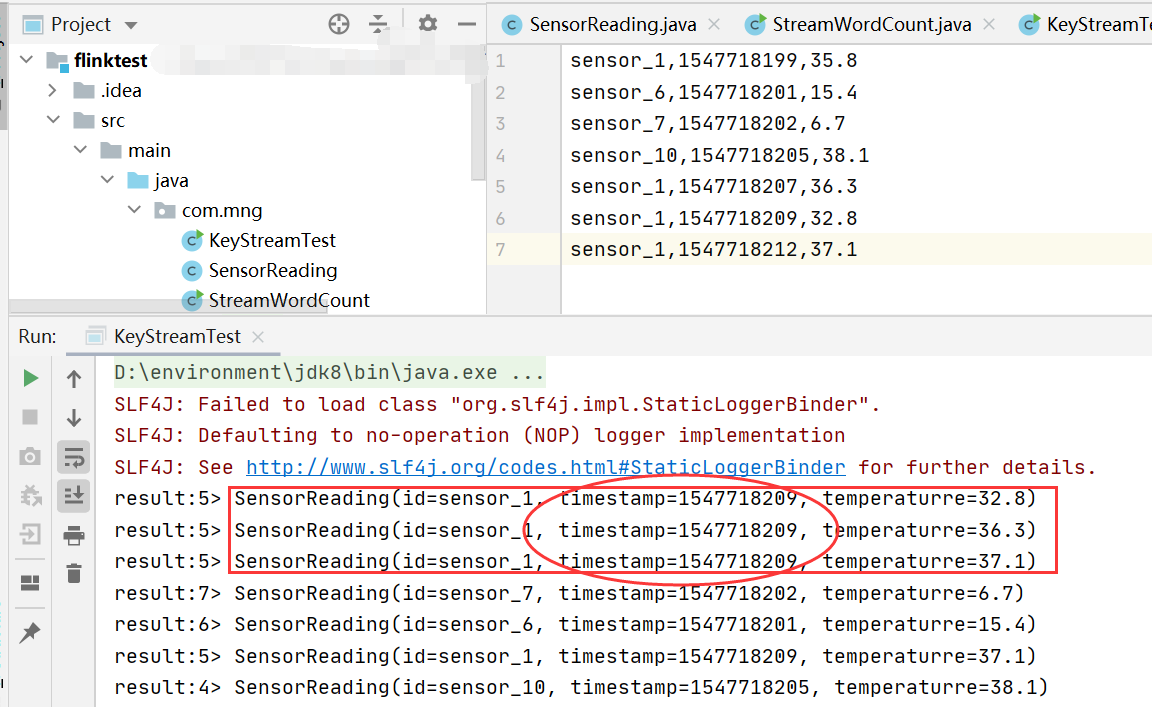 Project
SensorReading.java
StreamWordCount.java
KeyStreamTe
flinktest
.idea
src
main
java
com.mng
KeyStreamTest
SensorReading
StreamWordCount
1 sensor_1,1547718199,35.8
2 sensor_6,1547718201,15.4
3 sensor_7,1547718202,6.7
4 sensor_10,1547718205,38.1
5 sensor_1,1547718207,36.3
6 sensor_1,1547718209,32.8
7 sensor_1,1547718212,37.1
Run: KeyStreamTest
D:\environment\jdk8\bin\java.exe ...
SLF4J: Failed to load class "org.slf4j.impl.StaticLoggerBinder".
SLF4J: Defaulting to no-operation (NOP) logger implementation
SLF4J: See http://www.slf4j.org/codes.html#StaticLoggerBinder for further details.
result:5> SensorReading(id=sensor_1, timestamp=1547718209, temperaturre=32.8)
result:5> SensorReading(id=sensor_1, timestamp=1547718209, temperaturre=36.3)
result:5> SensorReading(id=sensor_1, timestamp=1547718209, temperaturre=37.1)
result:7> SensorReading(id=sensor_7, timestamp=1547718202, temperaturre=6.7)
result:6> SensorReading(id=sensor_6, timestamp=1547718201, temperaturre=15.4)
result:5> SensorReading(id=sensor_1, timestamp=1547718209, temperaturre=37.1)
result:4> SensorReading(id=sensor_10, timestamp=1547718205, temperaturre=38.1)